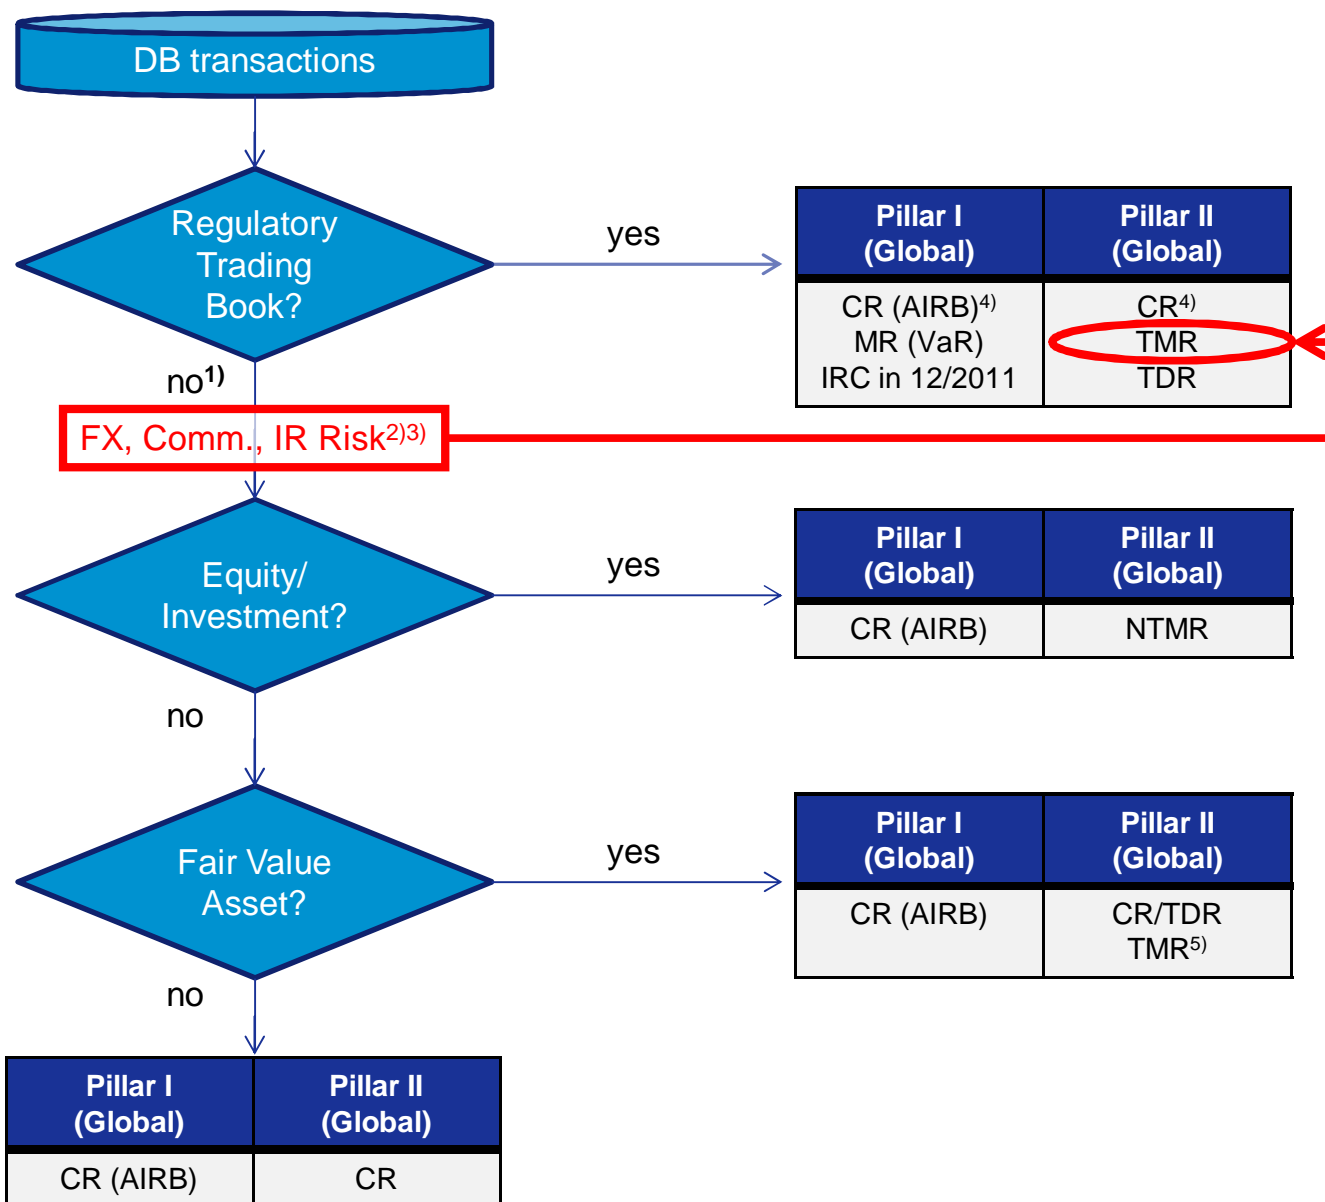 DB transactions
Regulatory
Trading
Book?
yes
Pillar I
(Global)
Pillar II
(Global)
CR (AIRB)4)
MR (VaR)
IRC in 12/2011
CR4)
TMR
TDR
no1)
FX, Comm., IR Risk2)3)
Equity/
Investment?
yes
Pillar I
(Global)
Pillar II
(Global)
CR (AIRB)
NTMR
no
Fair Value
Asset?
yes
Pillar I
(Global)
Pillar II
(Global)
CR (AIRB)
CR/TDR
TMR5)
no
Pillar I
(Global)
Pillar II
(Global)
CR (AIRB)
CR